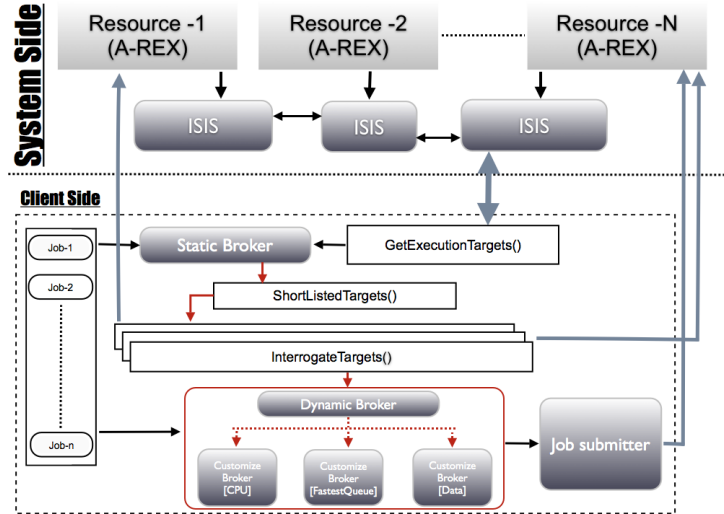 System Side
Resource -1
(A-REX)
Resource -2
(A-REX)
Resource -N
(A-REX)
ISIS
ISIS
ISIS
Client Side
Job-1
Job-2
Job-n
Static Broker
GetExecutionTargets()
ShortListedTargets()
InterrogateTargets()
Dynamic Broker
Customize
Broker
[CPU]
Customize
Broker
[FastestQueue]
Customize
Broker
[Data]
Job submitter